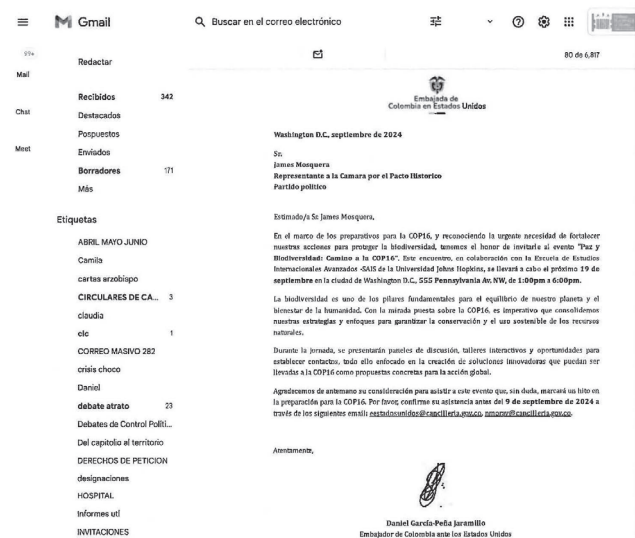 Gmail
Buscar en el correo electrónico
99+
Mail
Chat
Meet
Redactar
Recibidos 342
Destacados
Pospuestos
Enviados
Borradores 171
Más
Etiquetas
ABRIL MAYO JUNIO
Camila
cartas arzobispo
CIRCULARES DE CA... 3
claudia
clc 1
CORREO MASIVO 282
crisis choco
Daniel
debate atrato 23
Debates de Control Políti...
Del capitolio al territorio
DERECHOS DE PETICION
designaciones
HOSPITAL
Informes utl
INVITACIONES
80 de 6,817
Embajada de
Colombia en Estados Unidos
Washington D.C., septiembre de 2024
Sr.
James Mosquera
Representante a la Camara por el Pacto Historico
Partido político
Estimado/a Sr. James Mosquera,
En el marco de los preparativos para la COP16, y reconociendo la urgente necesidad de fortalecer
nuestras acciones para proteger la biodiversidad, tenemos el honor de invitarle al evento "Paz y
Biodiversidad: Camino a la COP16". Este encuentro, en colaboración con la Escuela de Estudios
Internacionales Avanzados -SAIS de la Universidad Johns Hopkins, se llevará a cabo el próximo 19 de
septiembre en la ciudad de Washington D.C., 555 Pennsylvania Av, NW, de 1:00pm a 6:00pm.
La biodiversidad es uno de los pilares fundamentales para el equilibrio de nuestro planeta y el
bienestar de la humanidad. Con la mirada puesta sobre la COP16, es imperativo que consolidemos
nuestras estrategias y enfoques para garantizar la conservación y el uso sostenible de los recursos
naturales.
Durante la jornada, se presentarán paneles de discusión, talleres interactivos y oportunidades para
establecer contactos, todo ello enfocado en la creación de soluciones innovadoras que puedan ser
llevadas a la COP16 como propuestas concretas para la acción global.
Agradecemos de antemano su consideración para asistir a este evento que, sin duda, marcará un hito en
la preparación para la COP16. Por favor, confirme su asistencia antes del 9 de septiembre de 2024 a
través de los siguientes email: eestadosunidos@cancilleria.gov.co, nmoray@cancilleria.gov.co.
Atentamente,
Daniel García-Peña Jaramillo
Embajador de Colombia ante los Estados Unidos